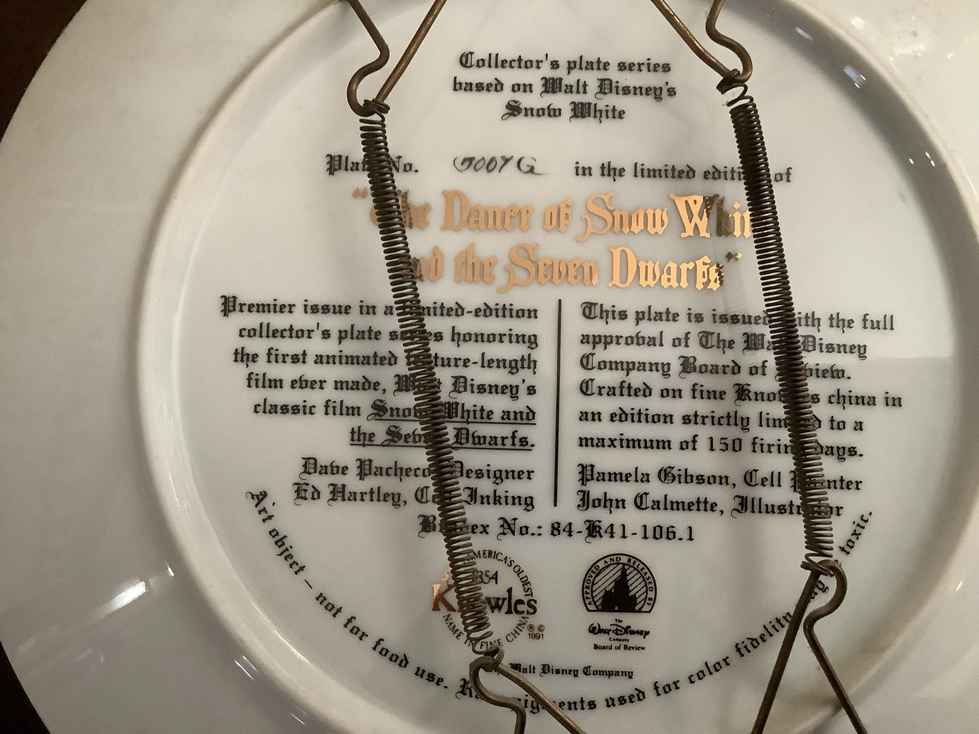 Collector's plate series
based on Walt Disney's
Snow White
Plate No. 5007G in the limited edition of
"The Dance of Snow White
and the Seven Dwarfs"
Premier issue in a limited-edition
collector's plate series honoring
the first animated feature-length
film ever made, Walt Disney's
classic film Snow White and
the Seven Dwarfs.
Dave Pacheco, Designer
Ed Hartley, Inking
This plate is issued with the full
approval of The Walt Disney
Company Board of Review.
Crafted on fine Knowles china in
an edition strictly limited to a
maximum of 150 firing days.
Pamela Gibson, Cell Painter
John Calmette, Illustrator
Bradex No.: 84-K41-106.1
AMERICA'S OLDEST
1854
Knowles
NAME IN FINE CHINA
® ©
1991
APPROVED AND RELEASED BY
The
Walt Disney
Company
Board of Review
Walt Disney Company
Art object – not for food use. pigments used for color fidelity may toxic.